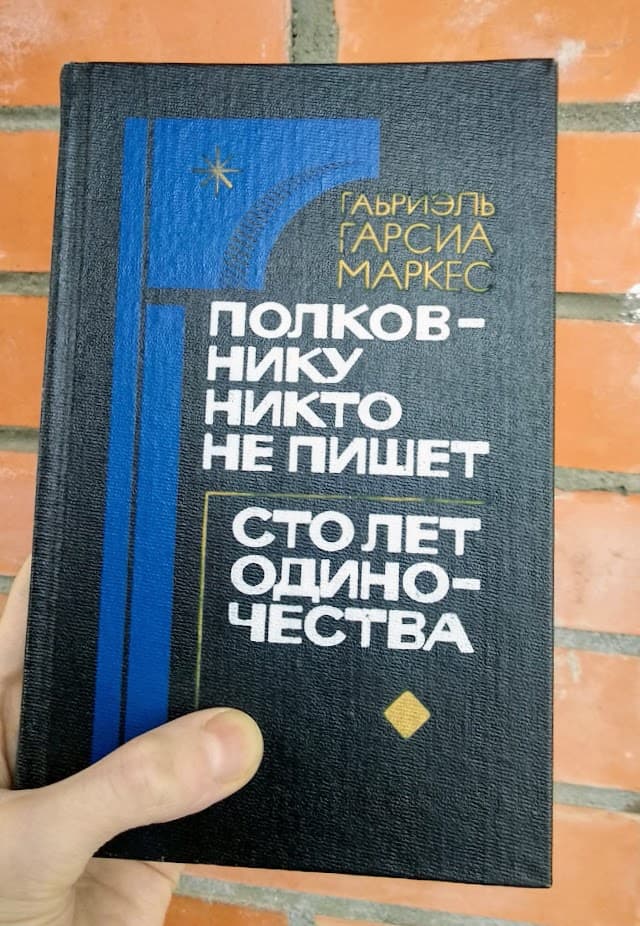 ГАБРИЭЛЬ
ГАРСИА
МАРКЕС
ПОЛКОВ-
НИКУ
НИКТО
НЕ ПИШЕТ
СТО ЛЕТ
ОДИНО-
ЧЕСТВА